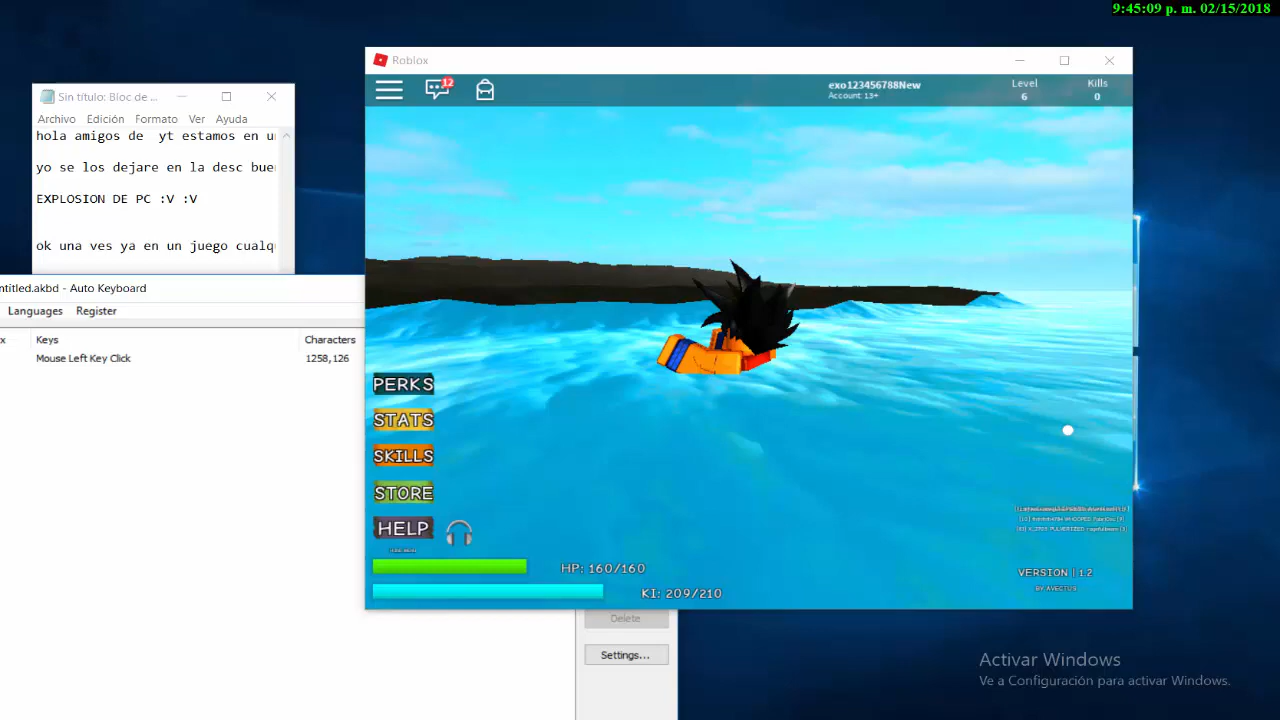 9:45:09 p. m. 02/15/2018
Roblox
12
exo123456788New
Account: 13+
Level
6
Kills
0
Sin título: Bloc de ...
Archivo Edición Formato Ver Ayuda
hola amigos de yt estamos en u
yo se los dejare en la desc bue
EXPLOSION DE PC :V :V
ok una ves ya en un juego cualq
ntitled.akbd - Auto Keyboard
Languages Register
x Keys Characters
Mouse Left Key Click 1258,126
PERKS
STATS
SKILLS
STORE
HELP
HP: 160/160
KI: 209/210
VERSION | 1.2
BY AVECTUS
Delete
Settings...
Activar Windows
Ve a Configuración para activar Windows.